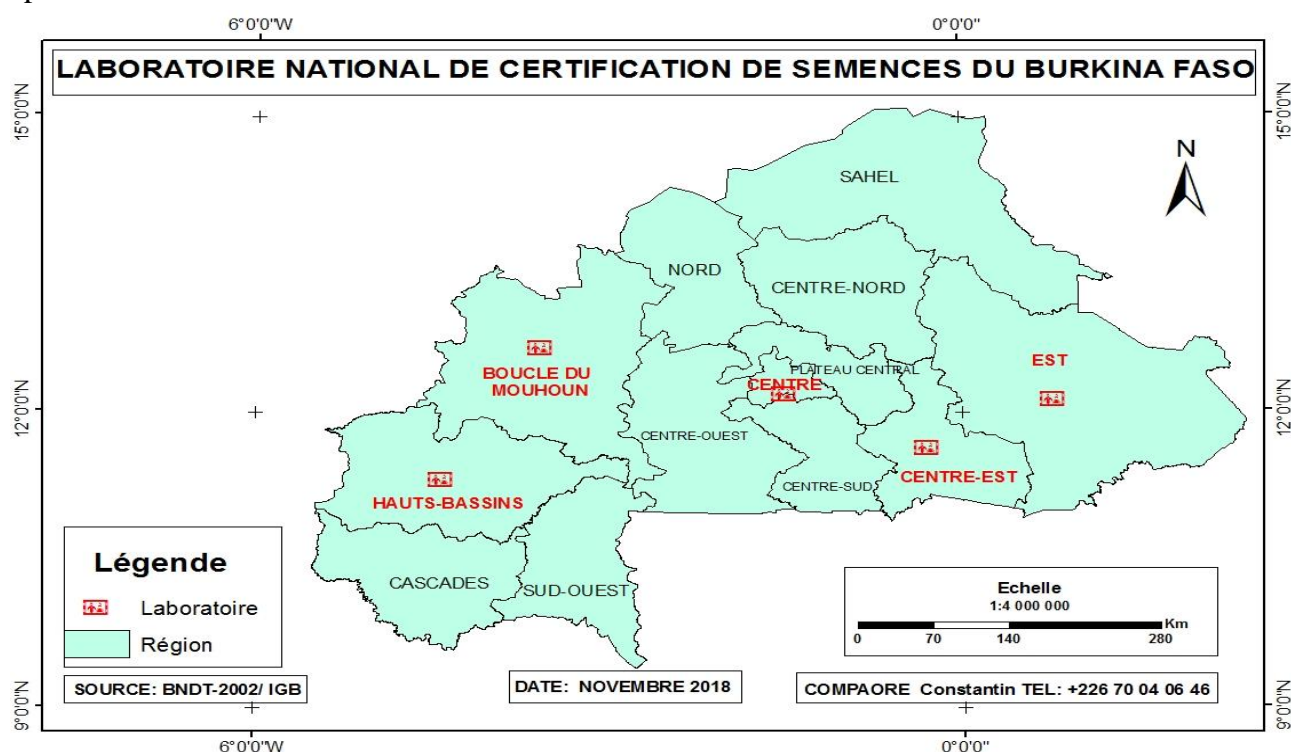 6°0'0"W
0°0'0"
LABORATOIRE NATIONAL DE CERTIFICATION DE SEMENCES DU BURKINA FASO
15°0'0"N
15°0'0"N
N
SAHEL
NORD
CENTRE-NORD
EST
BOUCLE DU
MOUHOUN
PLATEAU CENTRAL
CENTRE
12°0'0"N
12°0'0"N
CENTRE-OUEST
CENTRE-EST
CENTRE-SUD
HAUTS-BASSINS
CASCADES
SUD-OUEST
Légende
Laboratoire
Région
Echelle
1:4 000 000
Km
0 70 140 280
SOURCE: BNDT-2002/ IGB
DATE: NOVEMBRE 2018
COMPAORE Constantin TEL: +226 70 04 06 46
9°0'0"N
9°0'0"N
6°0'0"W
0°0'0"